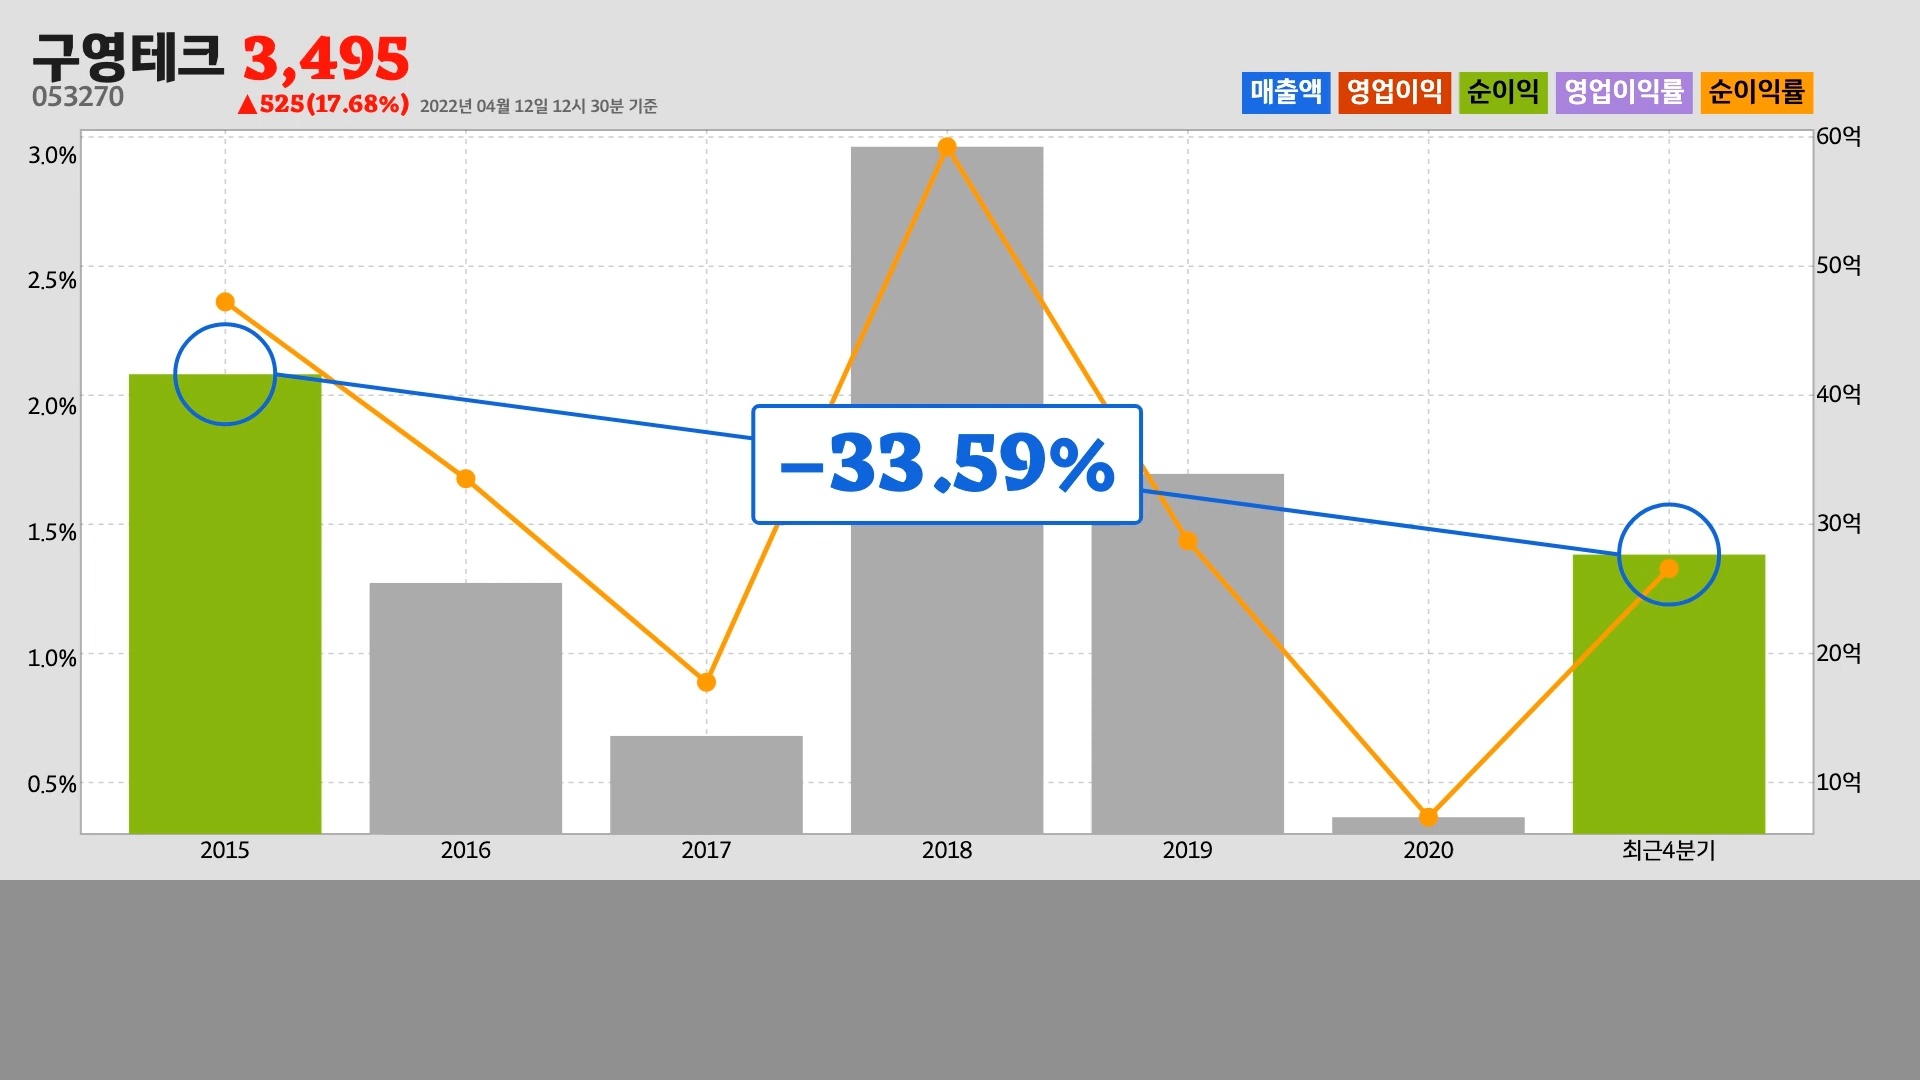 구영테크 3,495
053270
▲525(17.68%) 2022년 04월 12일 12시 30분 기준
매출액 영업이익 순이익 영업이익률 순이익률
3.0%
2.5%
2.0%
1.5%
1.0%
0.5%
60억
50억
40억
30억
20억
10억
-33.59%
2015 2016 2017 2018 2019 2020 최근4분기